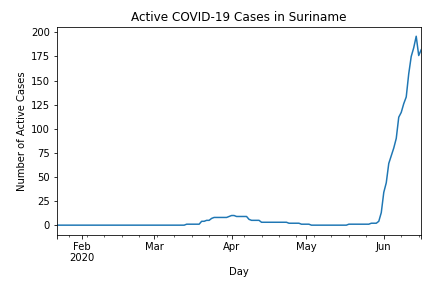 Active COVID-19 Cases in Suriname
200
175
150
125
100
75
50
25
0
Number of Active Cases
Feb
2020
Mar
Apr
May
Jun
Day